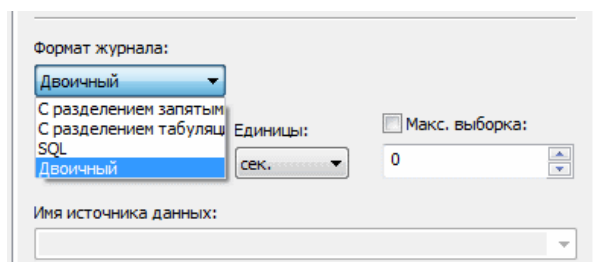 Формат журнала:
Двоичный
С разделением запятым
С разделением табуляц
SQL
Двоичный
Единицы:
Макс. выборка:
сек.
0
Имя источника данных: